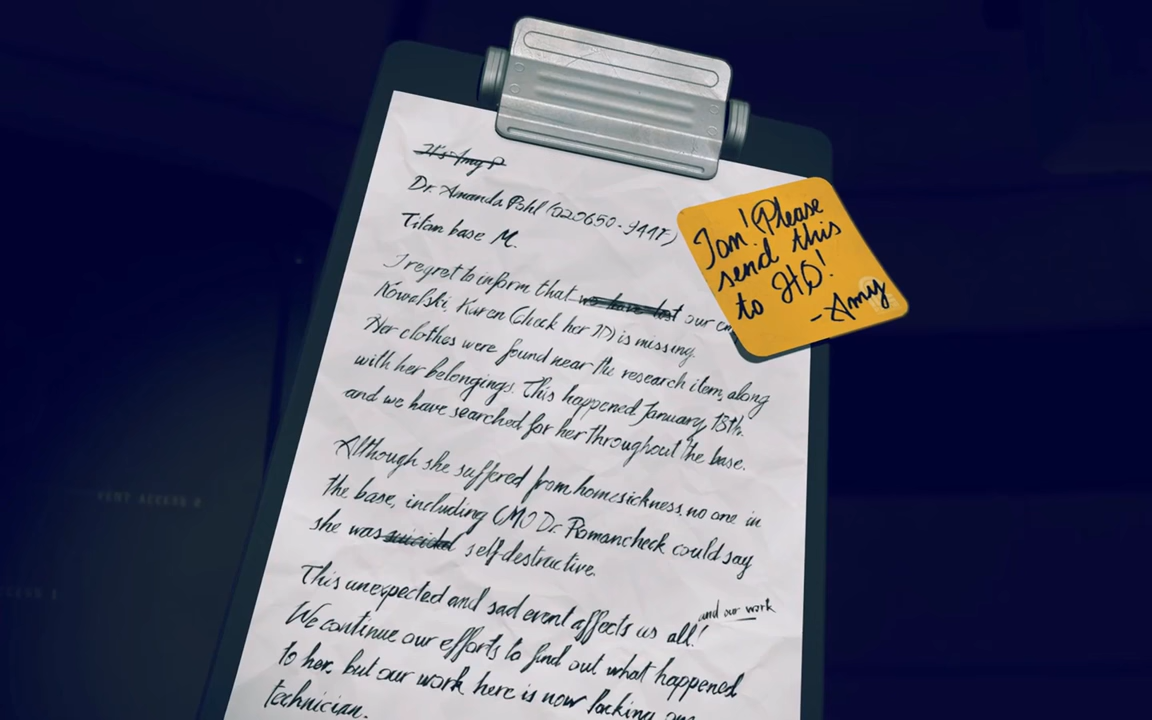 It's Amy P
Dr. Amanda Pohl (020650-944T)
Titan base M.
I regret to inform that we have lost our
Kowalski, Karen (Check her ID) is missing.
Her clothes were found near the research item, along
with her belongings. This happened January 18th.
and we have searched for her throughout the base.
Although she suffered from homesickness, no one in
the base, including CMO Dr. Romancheck could say
she was suicidal self-destructive.
This unexpected and sad event affects us all! and our work
We continue our efforts to find out what happened
to her, but our work here is now lacking one
technician.
Tom! Please
send this
to HQ!
-Amy
VENT ACCESS